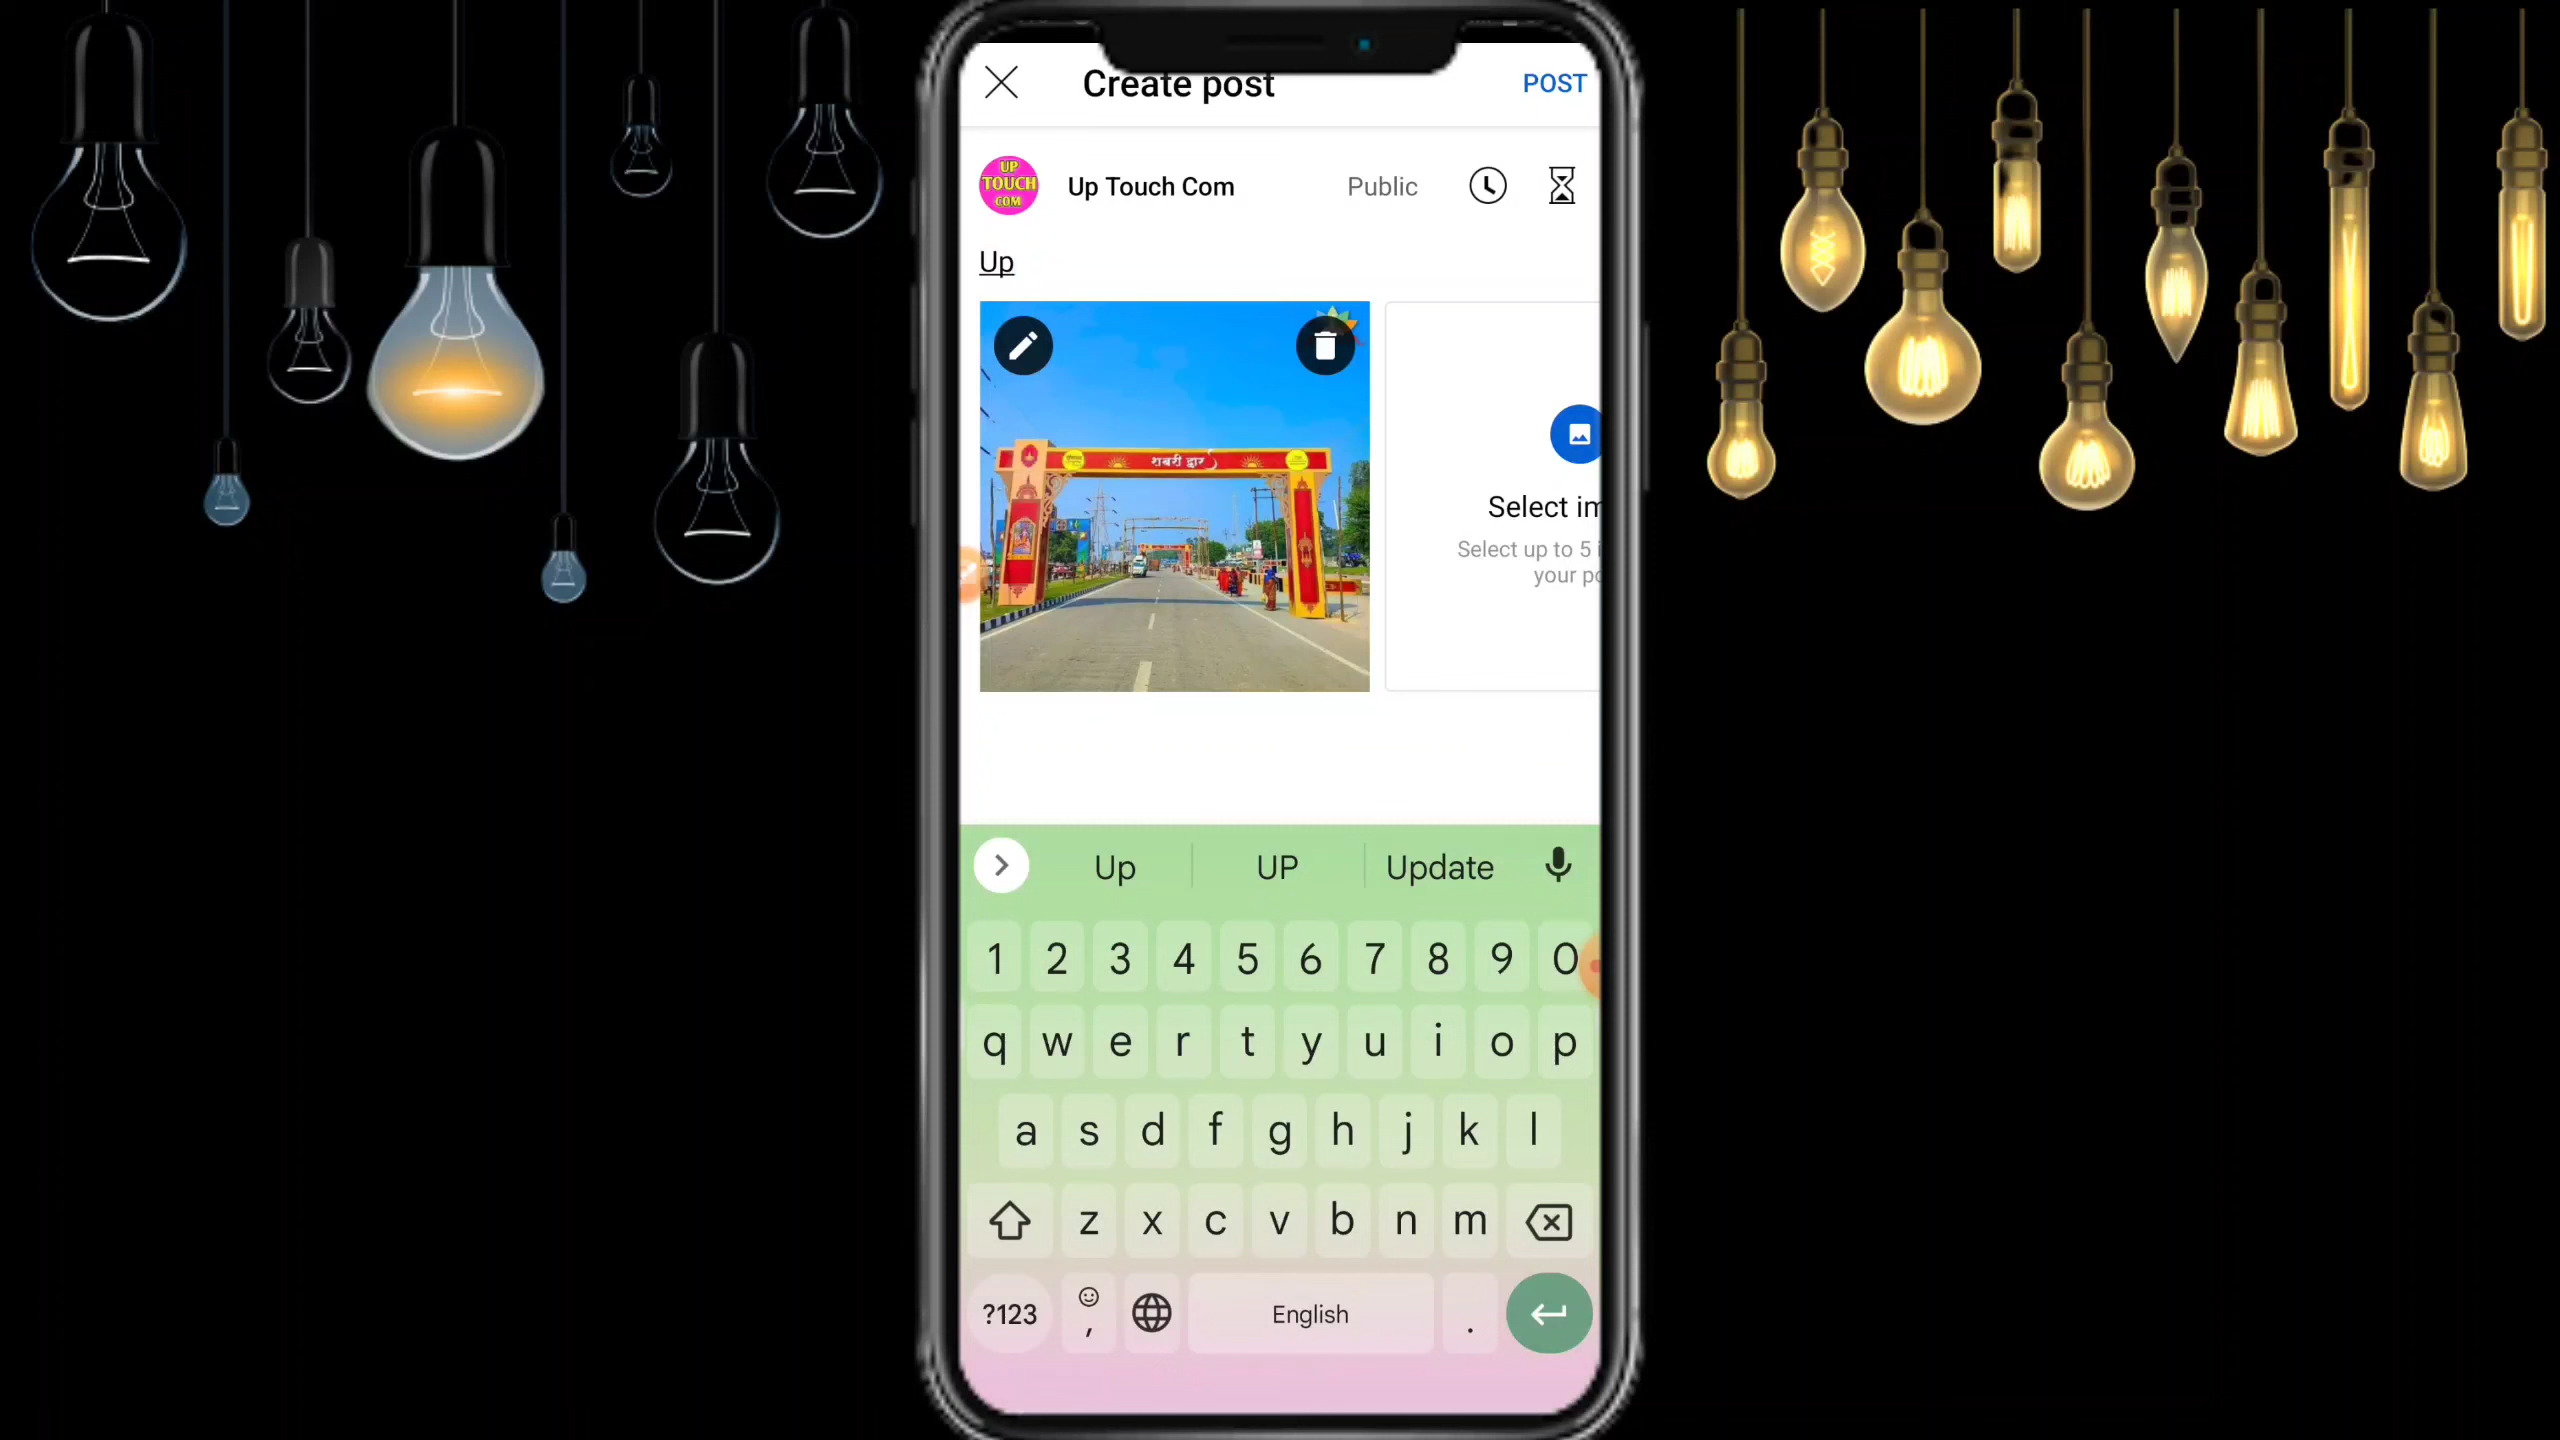 Create post
POST
UP
TOUCH
COM
Up Touch Com
Public
Up
शबरी द्वार
Select im
Select up to 5 i
your po
Up
UP
Update
1 2 3 4 5 6 7 8 9 0
q w e r t y u i o p
a s d f g h j k l
z x c v b n m
?123
,
English
.